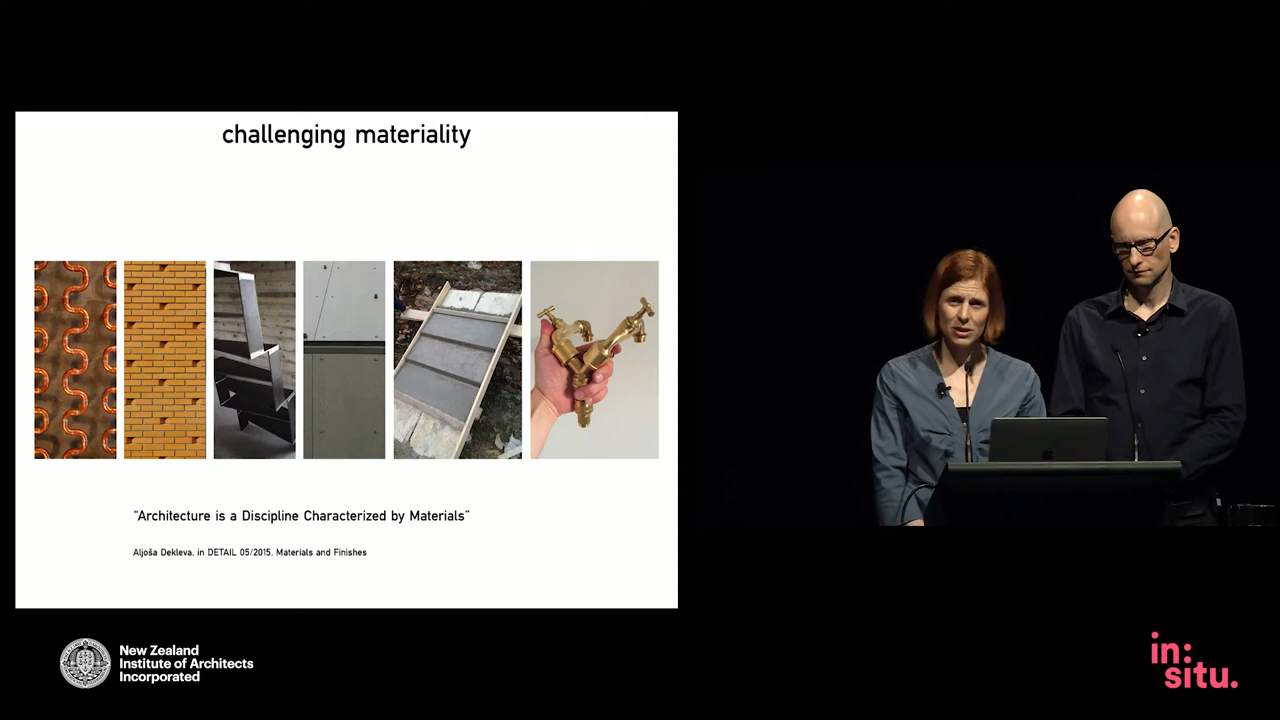 challenging materiality
"Architecture is a Discipline Characterized by Materials"
Aljoša Dekleva, in DETAIL 05/2015, Materials and Finishes
New Zealand
Institute of Architects
Incorporated
in:
situ.